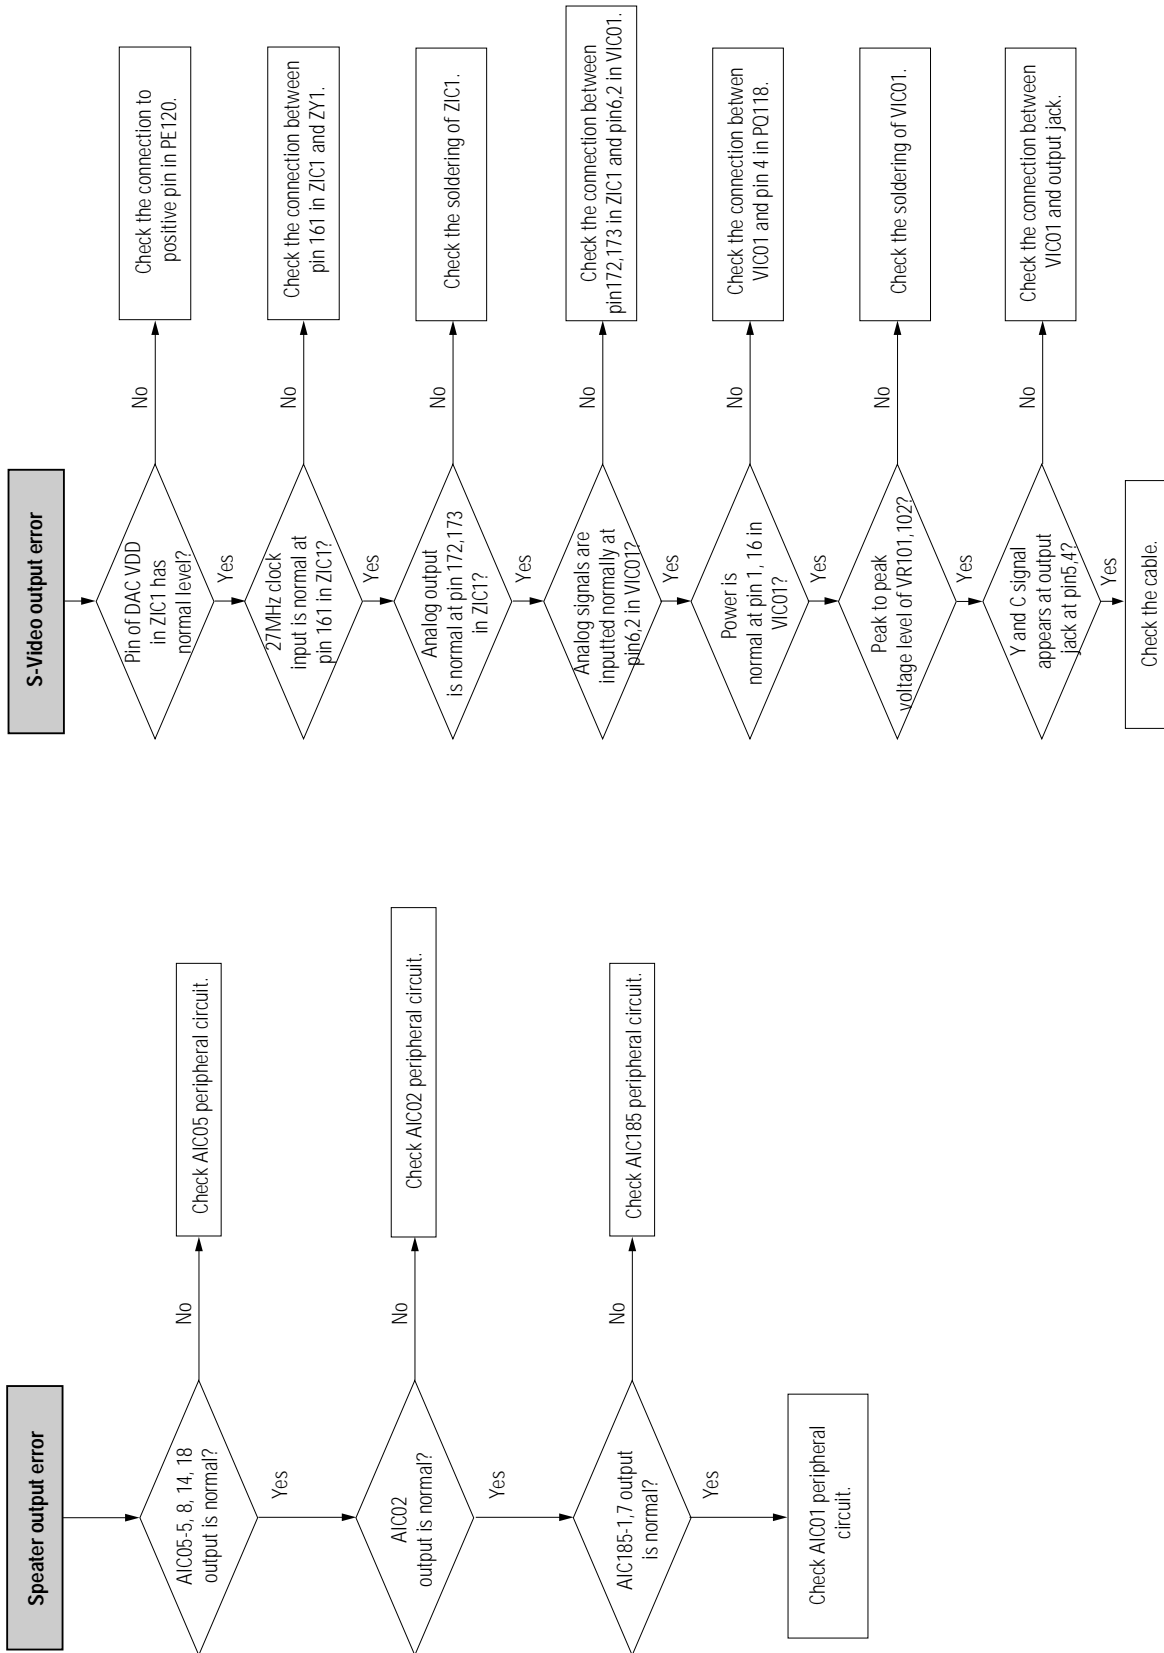 Speater output error
AIC05-5, 8, 14, 18
output is normal?
No
Check AIC05 peripheral circuit.
Yes
AIC02
output is normal?
No
Check AIC02 peripheral circuit.
Yes
AIC185-1,7 output
is normal?
No
Check AIC185 peripheral circuit.
Yes
Check AIC01 peripheral
circuit.
S-Video output error
Pin of DAC VDD
in ZIC1 has
normal level?
No
Check the connection to
positive pin in PE120.
Yes
27MHz clock
input is normal at
pin 161 in ZIC1?
No
Check the connection between
pin 161 in ZIC1 and ZY1.
Yes
Analog output
is normal at pin 172,173
in ZIC1?
No
Check the soldering of ZIC1.
Yes
Analog signals are
inputted normally at
pin6,2 in VIC01?
No
Check the connection between
pin172,173 in ZIC1 and pin6,2 in VIC01.
Yes
Power is
normal at pin 1, 16 in
VIC01?
No
Check the connection between
VIC01 and pin 4 in PQ118.
Yes
Peak to peak
voltage level of VR101,102?
No
Check the soldering of VIC01.
Yes
Y and C signal
appears at output
jack at pin5,4?
No
Check the connection between
VIC01 and output jack.
Yes
Check the cable.